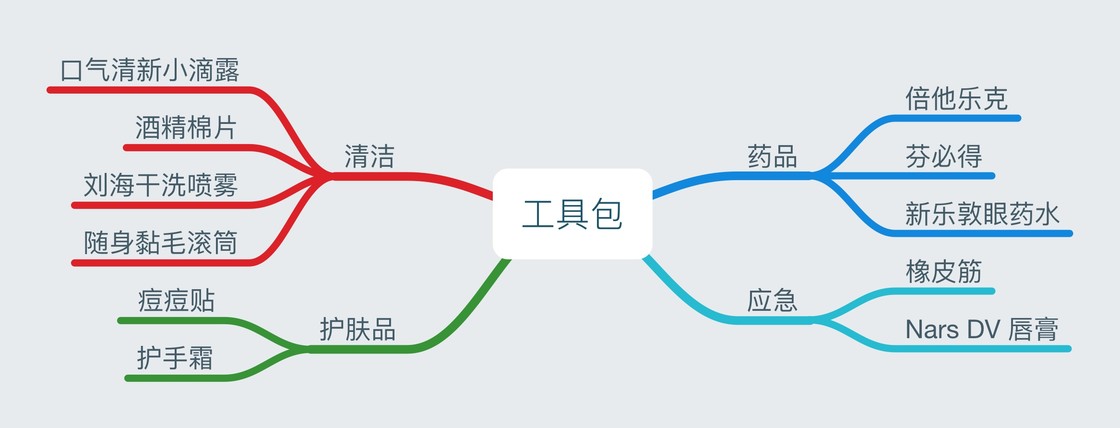 工具包
清洁
口气清新小滴露
酒精棉片
刘海干洗喷雾
随身黏毛滚筒
护肤品
痘痘贴
护手霜
药品
倍他乐克
芬必得
新乐敦眼药水
应急
橡皮筋
Nars DV 唇膏